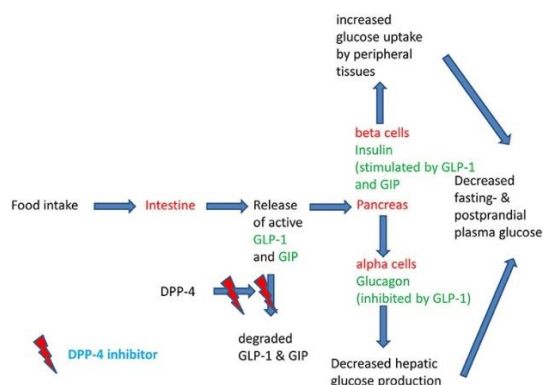 increased
glucose uptake
by peripheral
tissues
beta cells
Insulin
(stimulated by GLP-1
and GIP
Food intake
Intestine
Release
of active
GLP-1
and GIP
Pancreas
Decreased
fasting- &
postprandial
plasma glucose
alpha cells
Glucagon
(inhibited by GLP-1)
DPP-4
degraded
GLP-1 & GIP
DPP-4 inhibitor
Decreased hepatic
glucose production